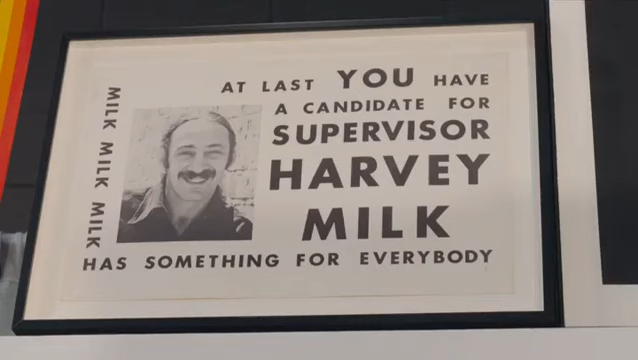 AT LAST YOU HAVE
A CANDIDATE FOR
SUPERVISOR
HARVEY
MILK
MILK MILK MILK
HAS SOMETHING FOR EVERYBODY